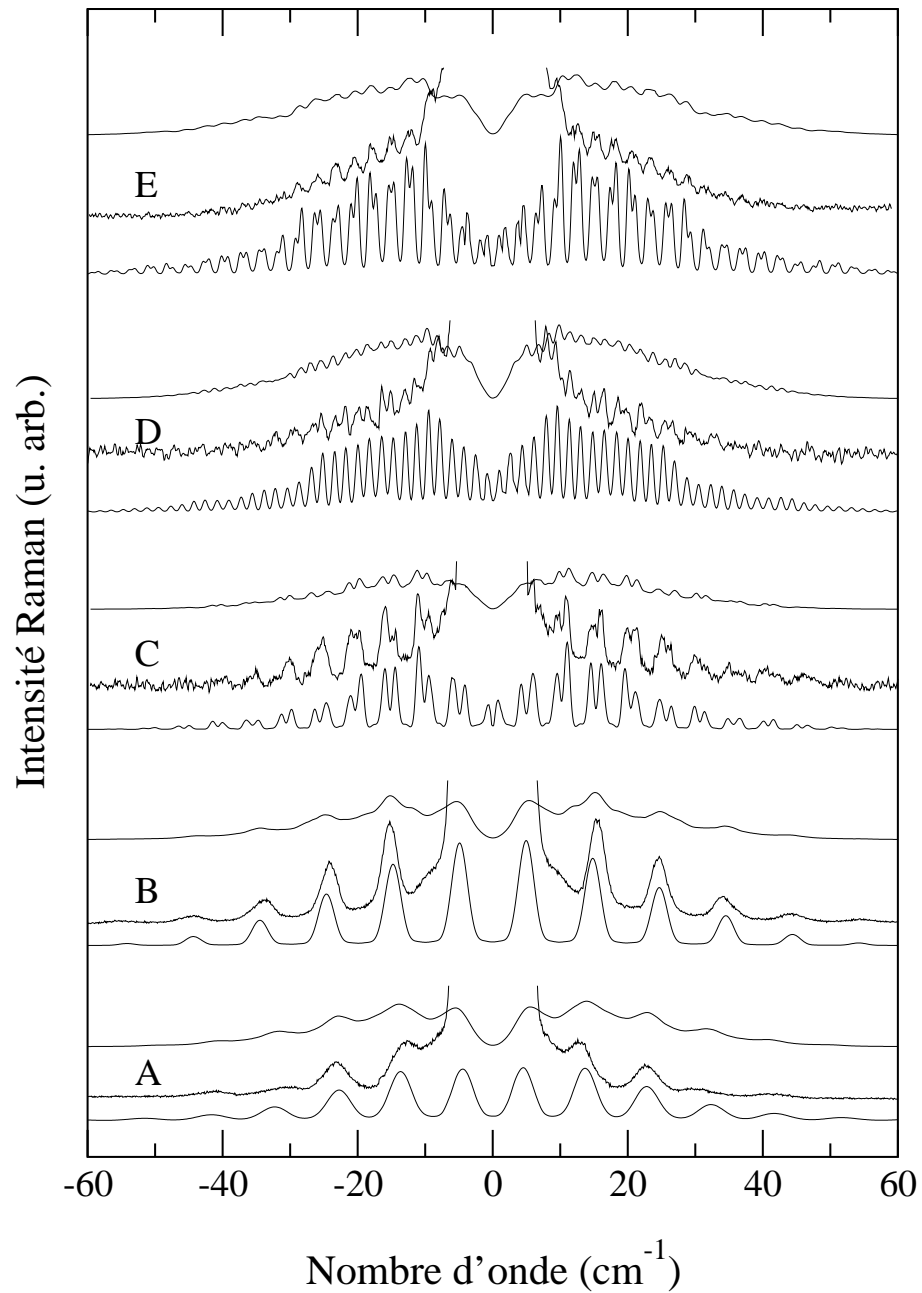 E
D
C
B
A
Intensité Raman (u. arb.)
-60 -40 -20 0 20 40 60
Nombre d'onde (cm-1)